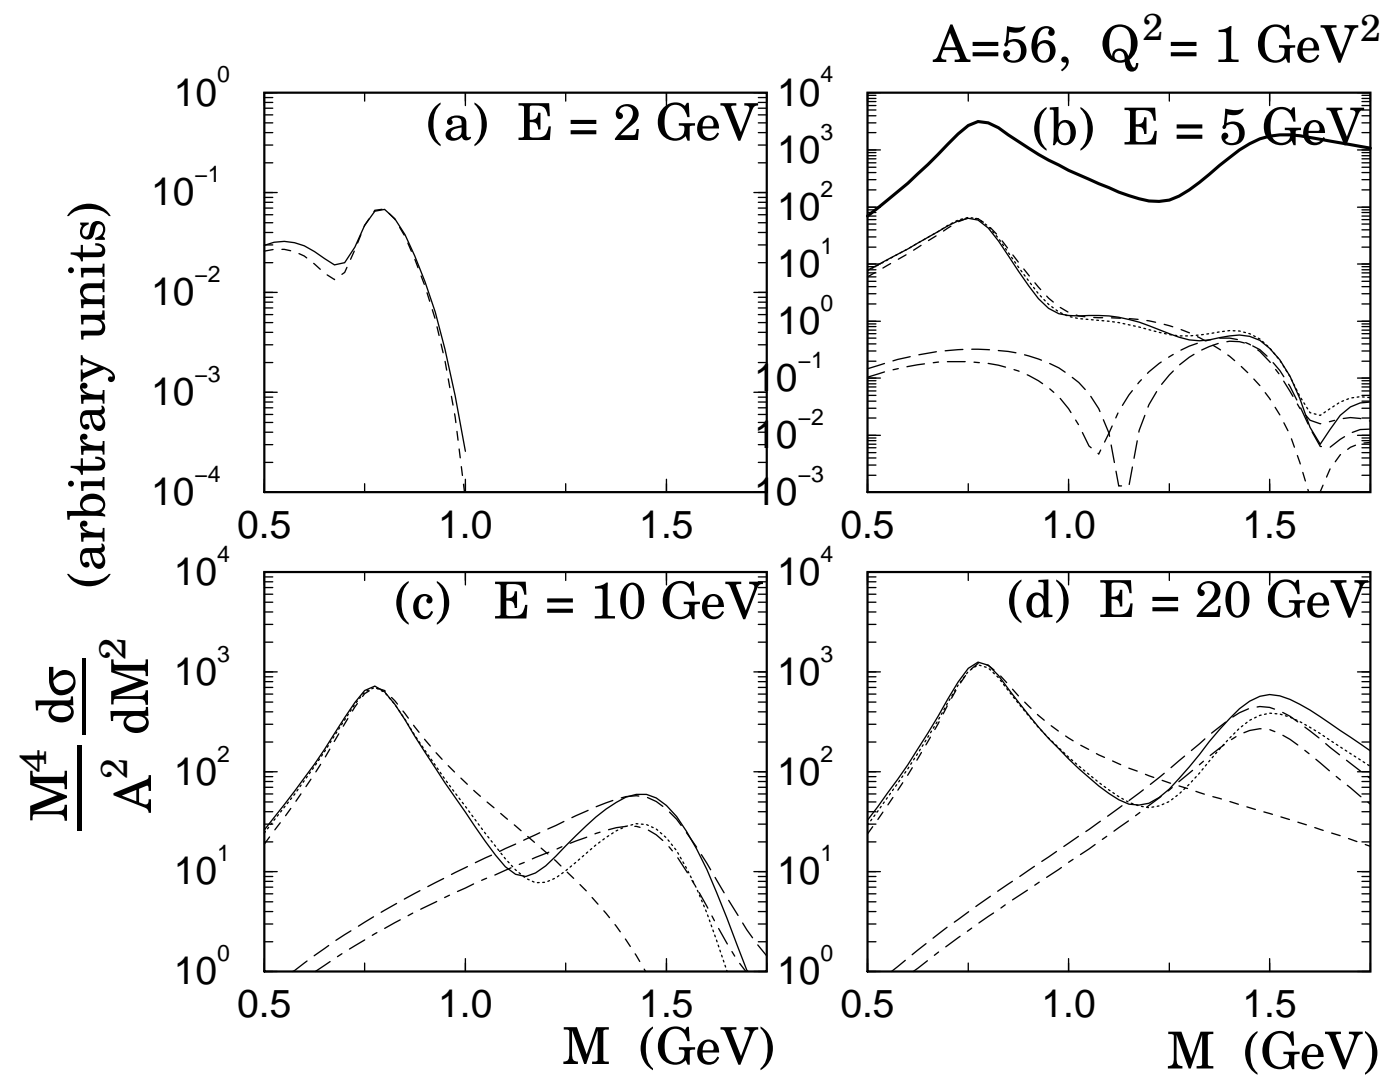 A=56, Q² = 1 GeV²
(a) E = 2 GeV
10⁰
10⁻¹
10⁻²
10⁻³
10⁻⁴
0.5 1.0 1.5
(b) E = 5 GeV
10⁴
10³
10²
10¹
10⁰
10⁻¹
10⁻²
10⁻³
0.5 1.0 1.5
(arbitrary units)
M⁴ dσ
A² dM²
(c) E = 10 GeV
10⁴
10³
10²
10¹
10⁰
0.5 1.0 1.5
M (GeV)
(d) E = 20 GeV
10⁴
10³
10²
10¹
10⁰
0.5 1.0 1.5
M (GeV)